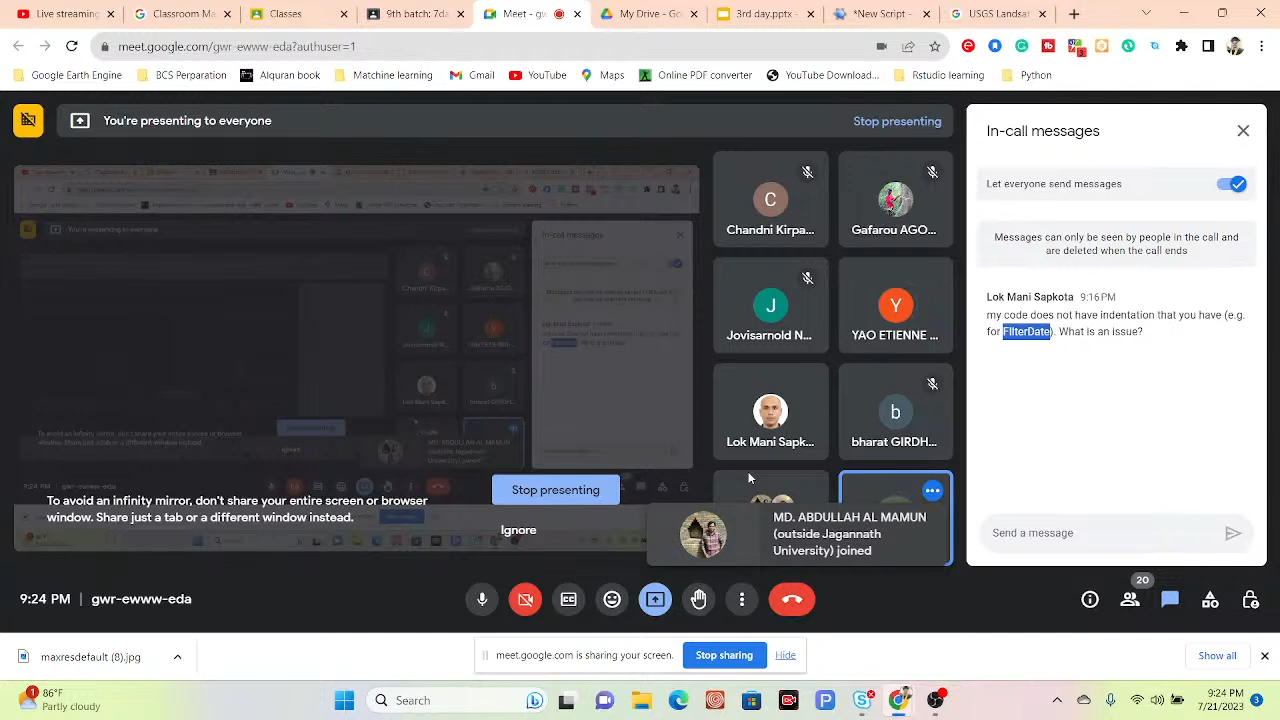 YouTube live streaming
Classroom Ma
Classes
9th batch: 7da
Meet - gw
My Drive - Go
3rd day.pptx -
*New Script -
USGS Landsat
meet.google.com/gwr-ewww-eda?authuser=1
Google Earth Engine
BCS Perparation
Alquran book
Matchine learning
Gmail
YouTube
Maps
Online PDF converter
YouTube Download...
Rstudio learning
Python
You're presenting to everyone
Stop presenting
In-call messages
Let everyone send messages
Messages can only be seen by people in the call and
are deleted when the call ends
Lok Mani Sapkota 9:16 PM
my code does not have indentation that you have (e.g.
for FIlterDate). What is an issue?
Send a message
C
Chandni Kirpa...
Gafarou AGO...
J
Jovisarnold N...
Y
YAO ETIENNE ...
Lok Mani Sapk...
b
bharat GIRDH...
MD. ABDULLAH AL MAMUN
(outside Jagannath
University) joined
To avoid an infinity mirror, don't share your entire screen or browser
window. Share just a tab or a different window instead.
Stop presenting
Ignore
9:24 PM | gwr-ewww-eda
20
maxresdefault (8).jpg
meet.google.com is sharing your screen.
Stop sharing
Hide
Show all
1
86°F
Partly cloudy
Search
9:24 PM
7/21/2023
3